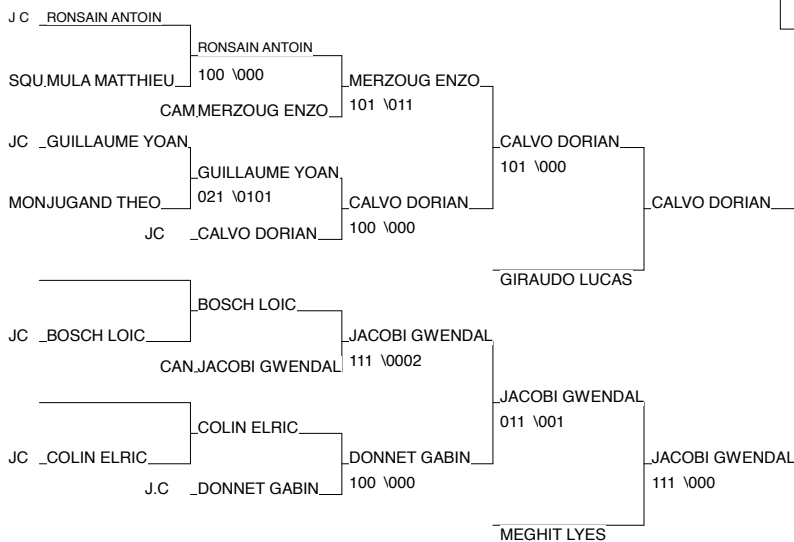 J C RONSAIN ANTOIN
RONSAIN ANTOIN
SQU MULA MATTHIEU 100 \000 MERZOUG ENZO
CAM MERZOUG ENZO 101 \011
JC GUILLAUME YOAN CALVO DORIAN
GUILLAUME YOAN 101 \000
MON JUGAND THEO 021 \0101 CALVO DORIAN CALVO DORIAN
JC CALVO DORIAN 100 \000
GIRAUDO LUCAS
BOSCH LOIC
JC BOSCH LOIC JACOBI GWENDAL
CAN JACOBI GWENDAL 111 \0002
JACOBI GWENDAL
COLIN ELRIC 011 \001
JC COLIN ELRIC DONNET GABIN JACOBI GWENDAL
J.C DONNET GABIN 100 \000 111 \000
MEGHIT LYES